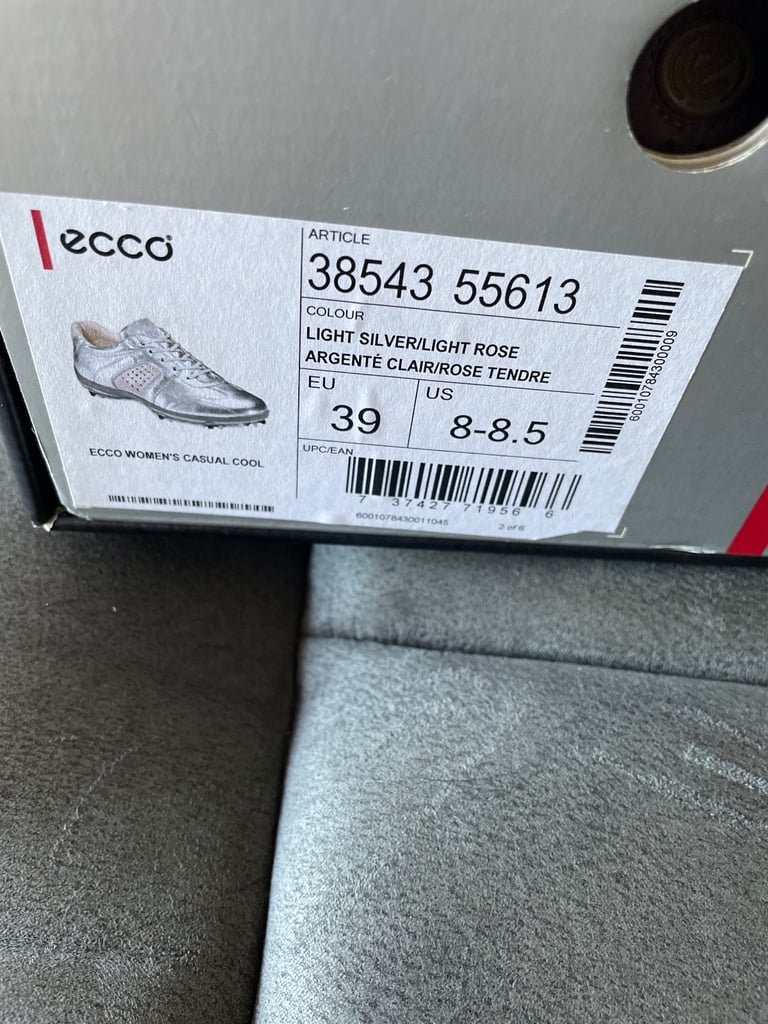 ecco
ECCO WOMEN'S CASUAL COOL
ARTICLE
38543 55613
COLOUR
LIGHT SILVER/LIGHT ROSE
ARGENTÉ CLAIR/ROSE TENDRE
EU
39
US
8-8.5
UPC/EAN
7 37427 71956 6
6001078430011045
2 of 6
60010784300009